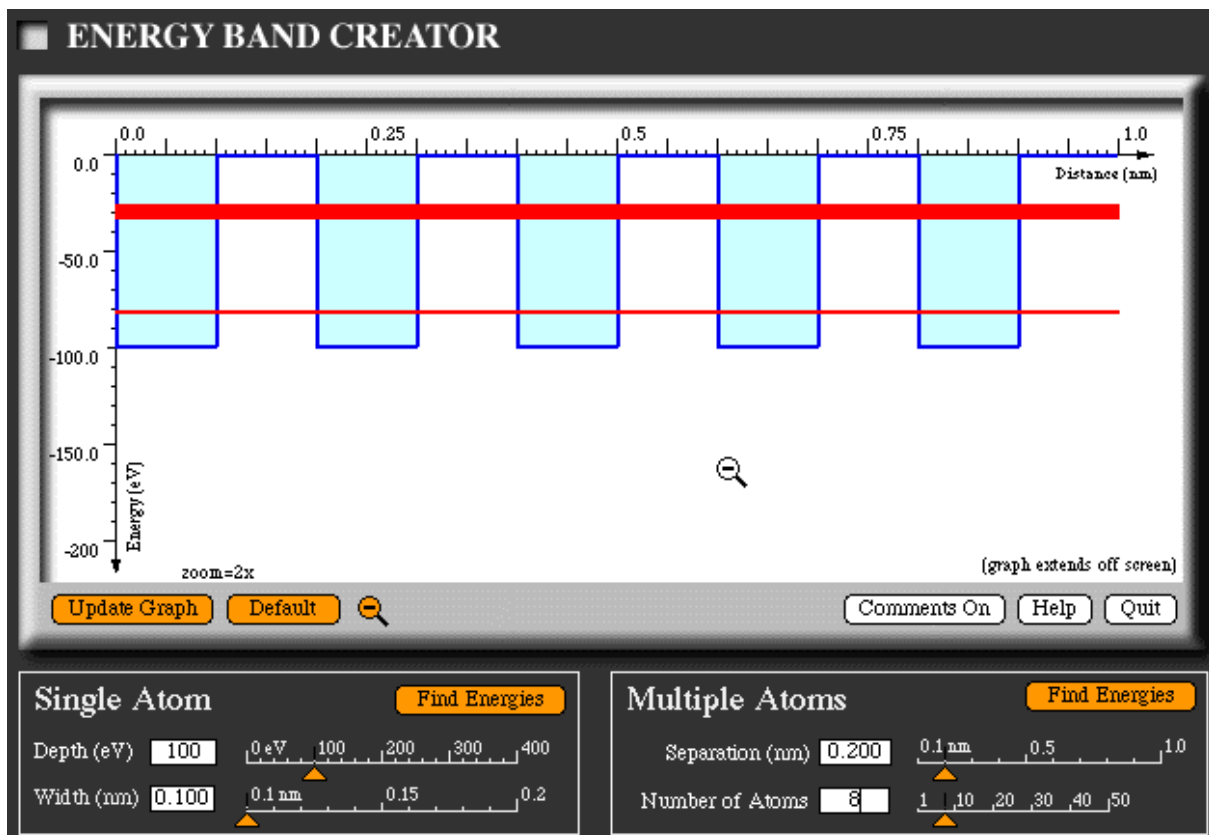 ENERGY BAND CREATOR
0.0 0.25 0.5 0.75 1.0
0.0
Distance (nm)
-50.0
-100.0
-150.0
Energy (eV)
-200
zoom=2x
(graph extends off screen)
Update Graph Default Comments On Help Quit
Single Atom Find Energies
Depth (eV) 100 0 eV 100 200 300 400
Width (nm) 0.100 0.1 nm 0.15 0.2
Multiple Atoms Find Energies
Separation (nm) 0.200 0.1 nm 0.5 1.0
Number of Atoms 8 1 10 20 30 40 50